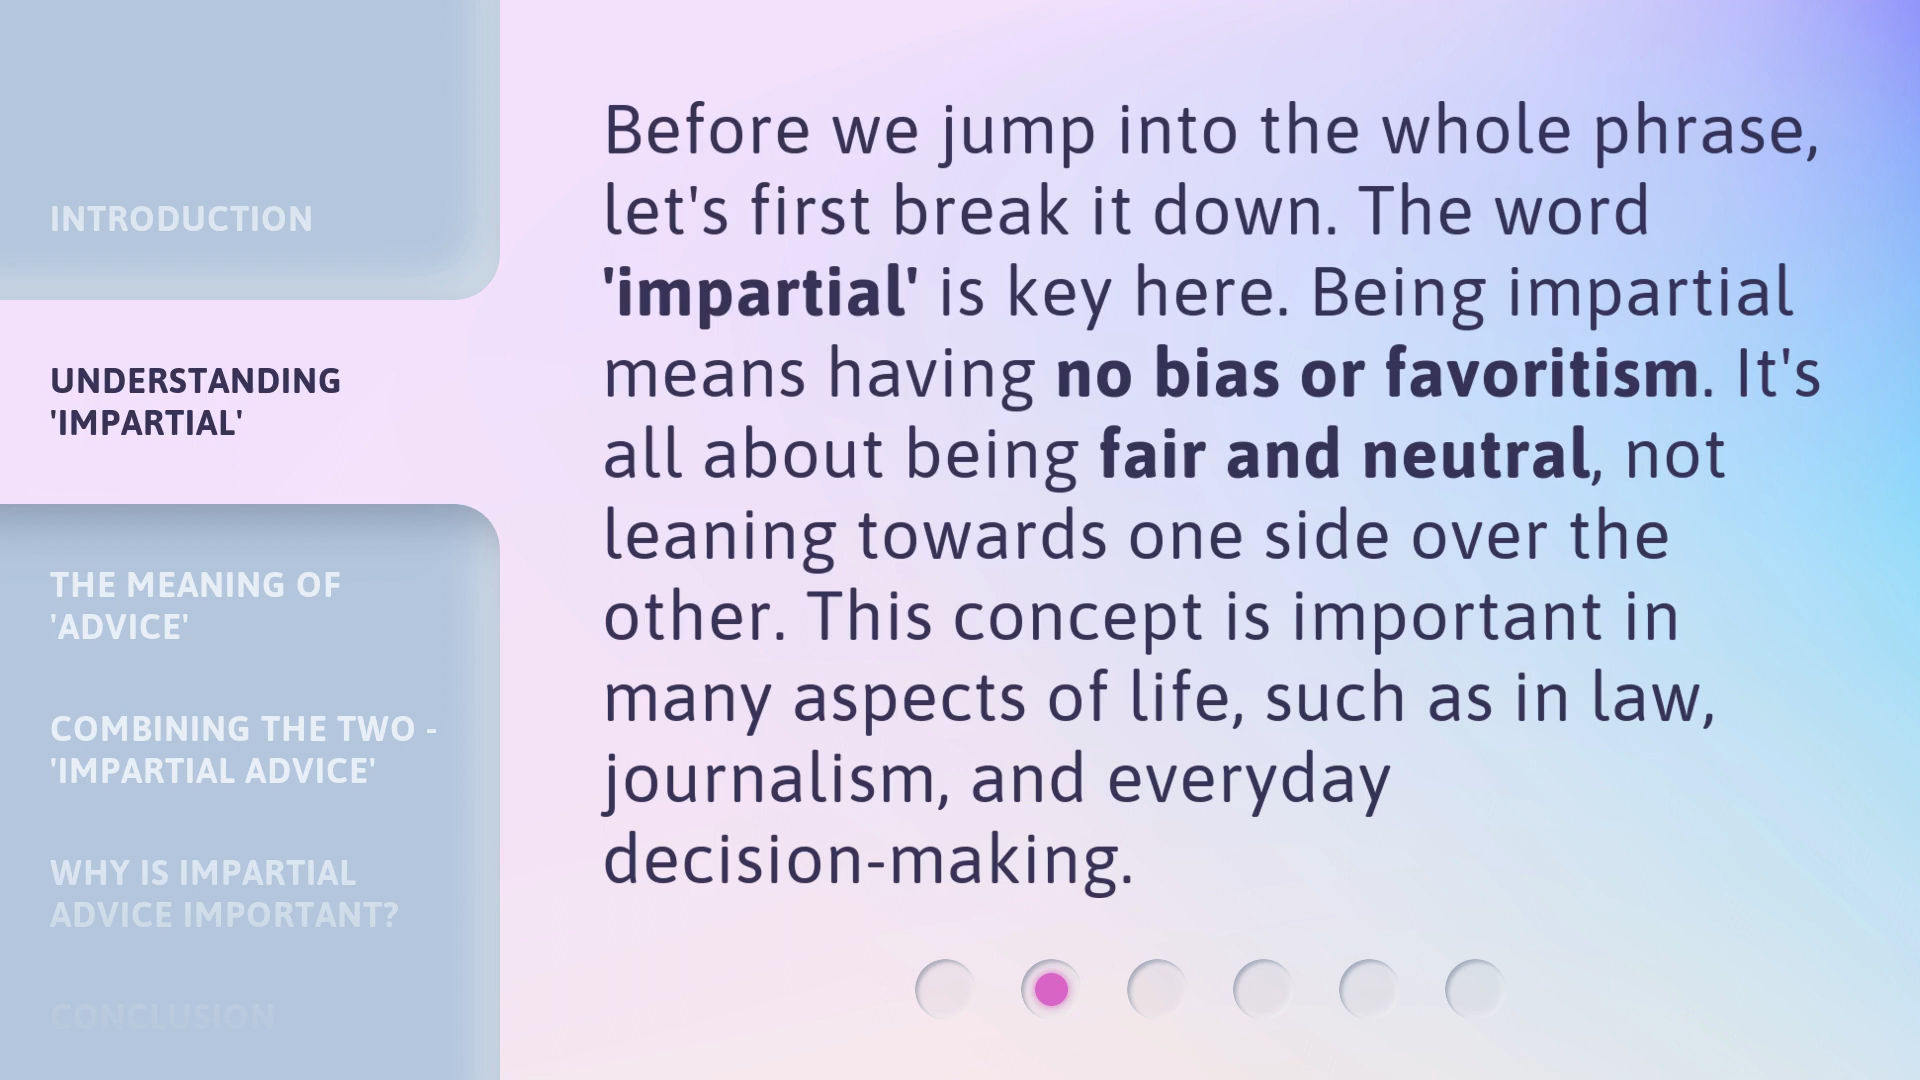 INTRODUCTION
UNDERSTANDING
'IMPARTIAL'
THE MEANING OF
'ADVICE'
COMBINING THE TWO -
'IMPARTIAL ADVICE'
WHY IS IMPARTIAL
ADVICE IMPORTANT?
CONCLUSION
Before we jump into the whole phrase,
let's first break it down. The word
'impartial' is key here. Being impartial
means having no bias or favoritism. It's
all about being fair and neutral, not
leaning towards one side over the
other. This concept is important in
many aspects of life, such as in law,
journalism, and everyday
decision-making.